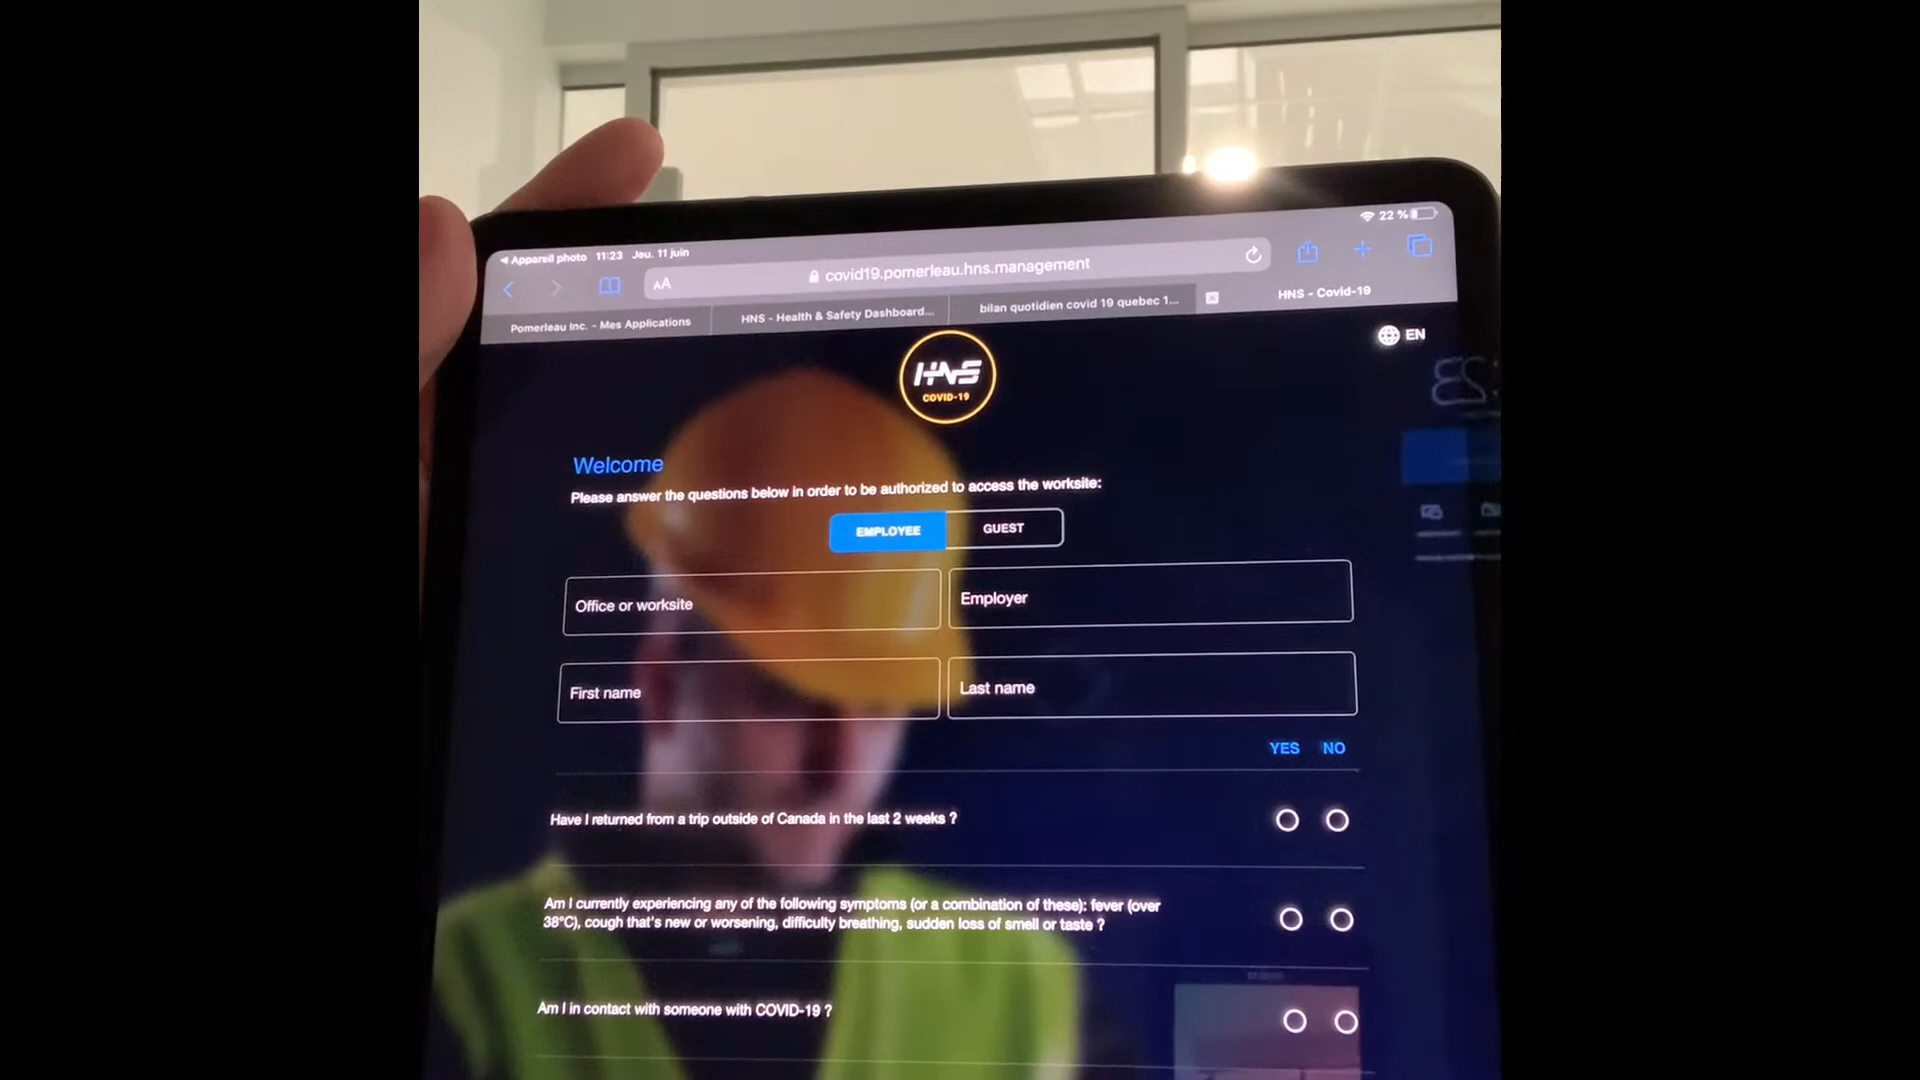 Appareil photo 11:23 Jeu. 11 juin
22 %
AA covid19.pomerleau.hns.management
Pomerleau Inc. – Mes Applications
HNS - Health & Safety Dashboard...
bilan quotidien covid 19 quebec 1...
HNS - Covid-19
EN
HNS
COVID-19
Welcome
Please answer the questions below in order to be authorized to access the worksite:
EMPLOYEE GUEST
Office or worksite Employer
First name Last name
YES NO
Have I returned from a trip outside of Canada in the last 2 weeks ?
Am I currently experiencing any of the following symptoms (or a combination of these): fever (over
38°C), cough that's new or worsening, difficulty breathing, sudden loss of smell or taste ?
Am I in contact with someone with COVID-19 ?